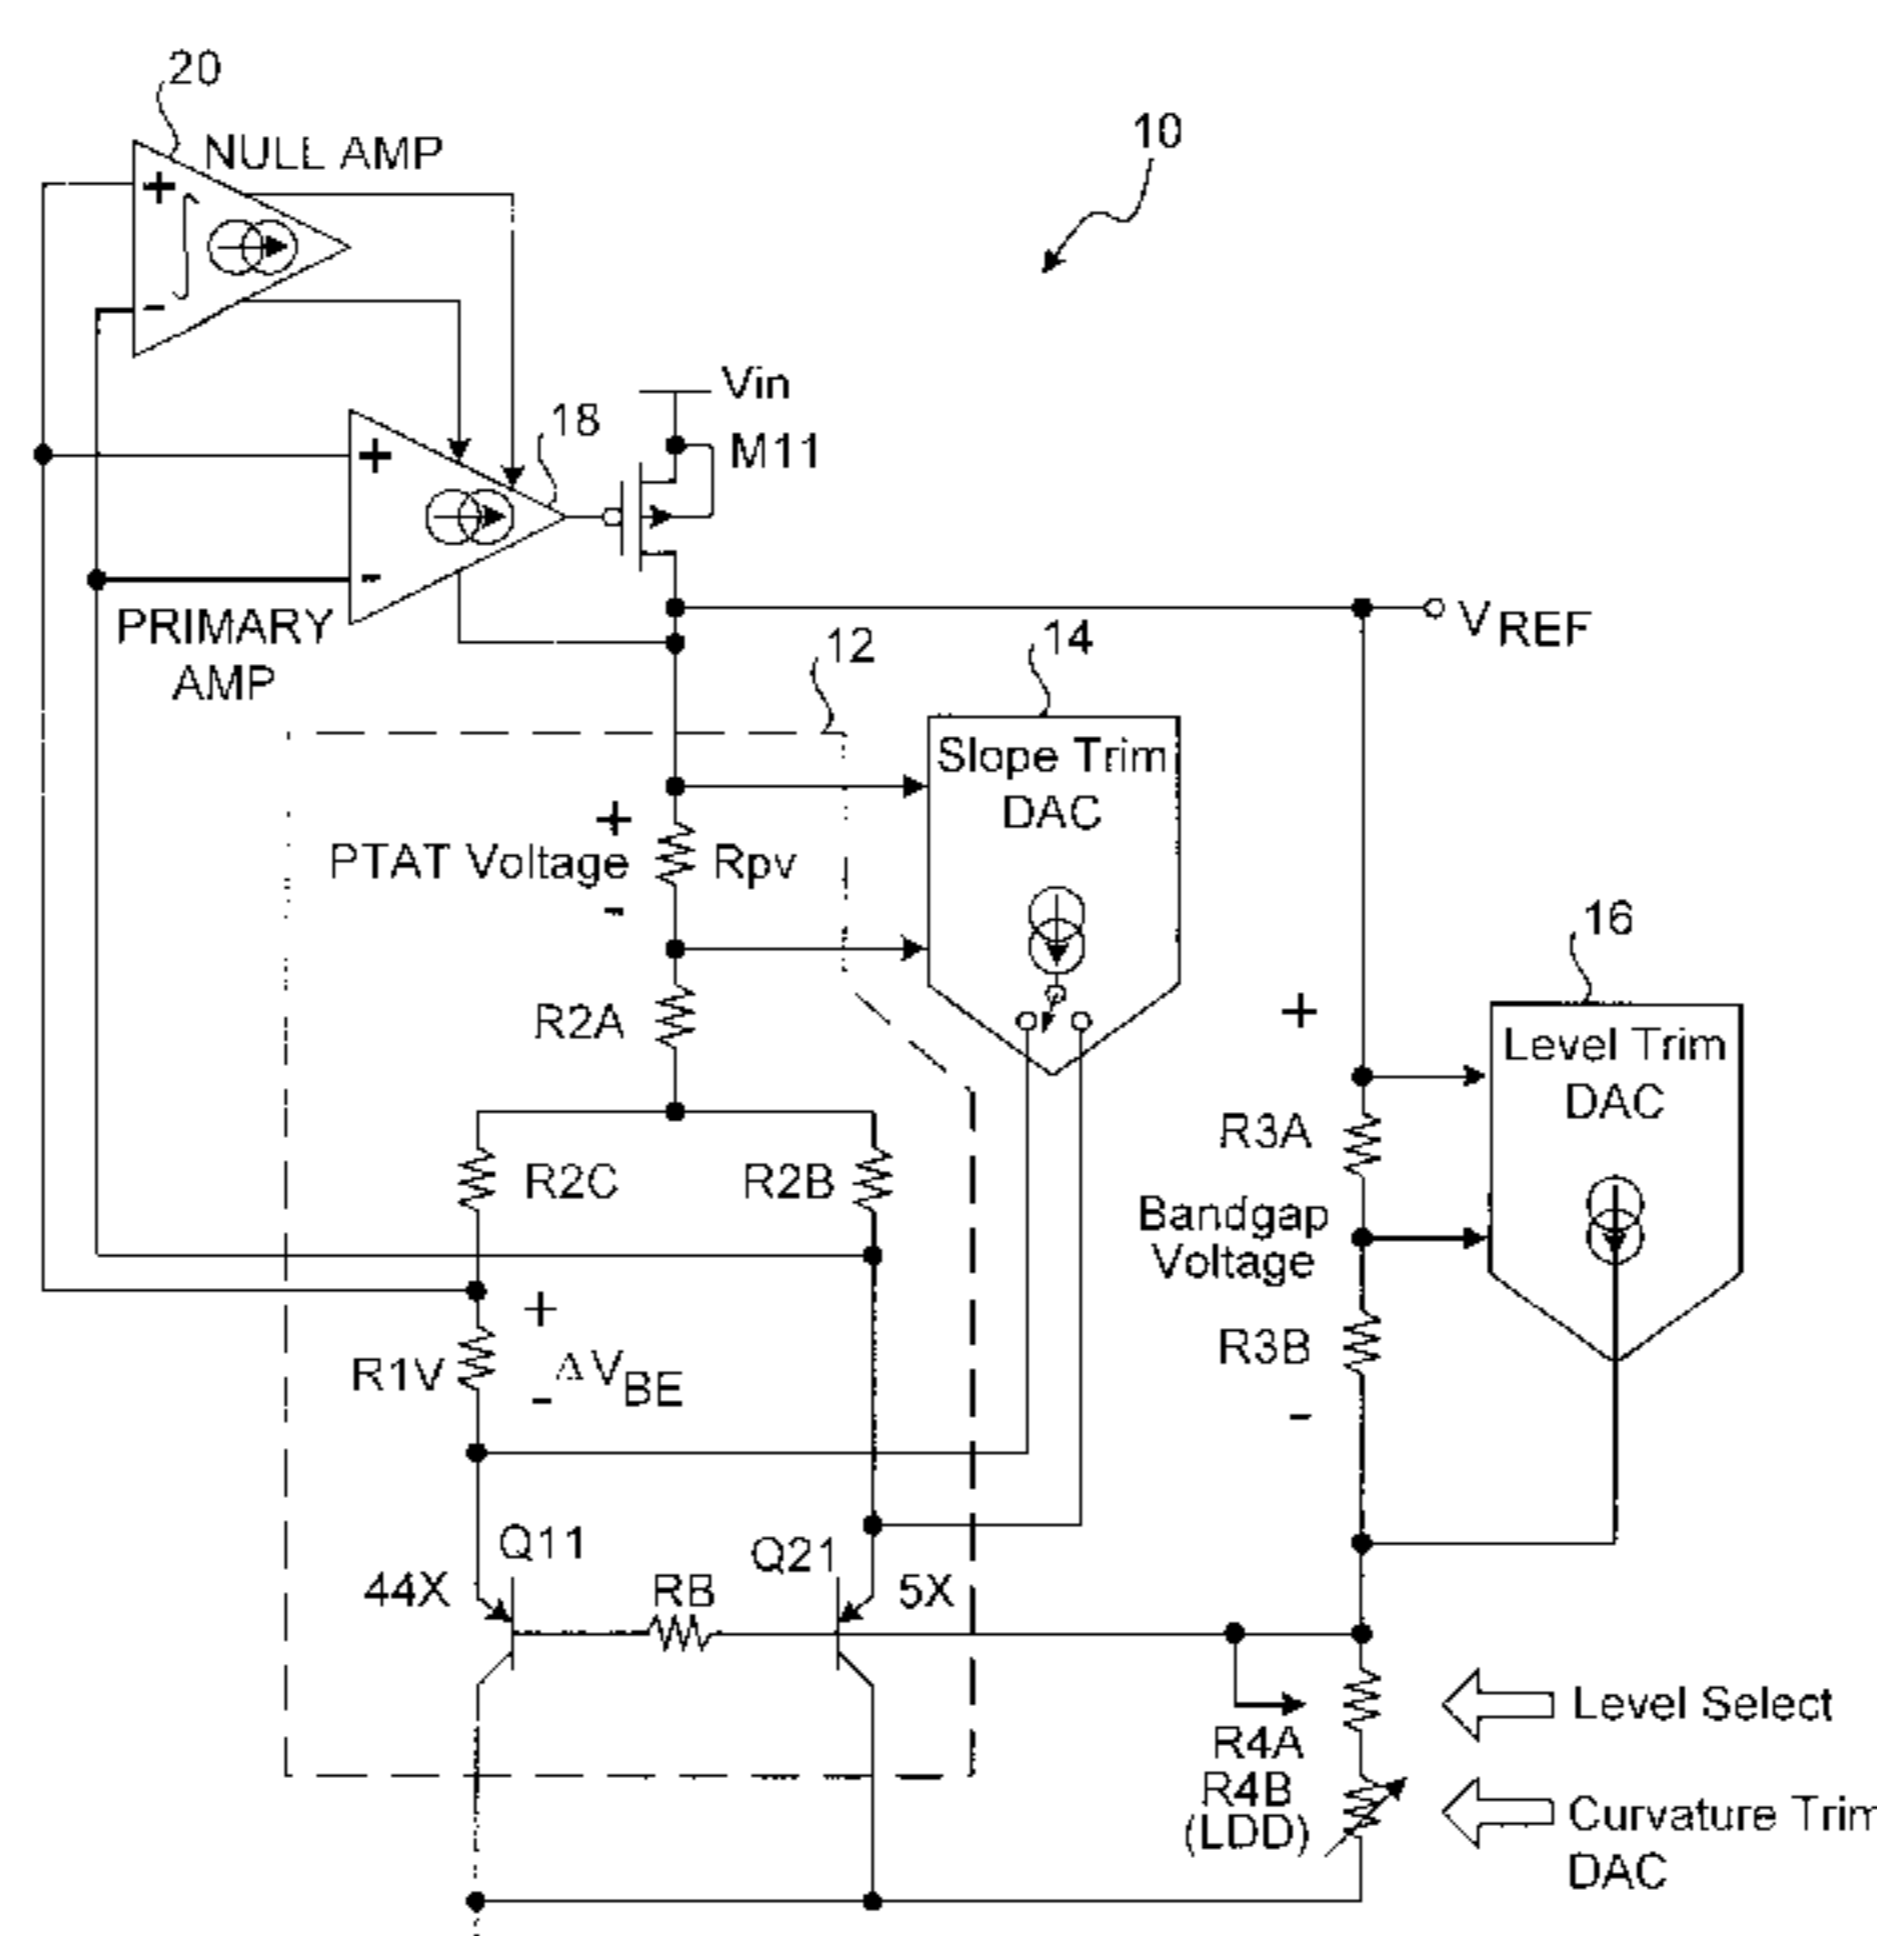 20
NULL AMP
10
+
-
Vin
18
M11
+
-
PRIMARY
AMP
V REF
12
14
Slope Trim
DAC
+
PTAT Voltage
-
Rpv
16
R2A
+
Level Trim
DAC
R3A
R2C
R2B
Bandgap
Voltage
+
R1V
ΔVBE
-
R3B
-
Q11
Q21
44X
RB
5X
R4A
Level Select
R4B
(LDD)
Curvature Trim
DAC